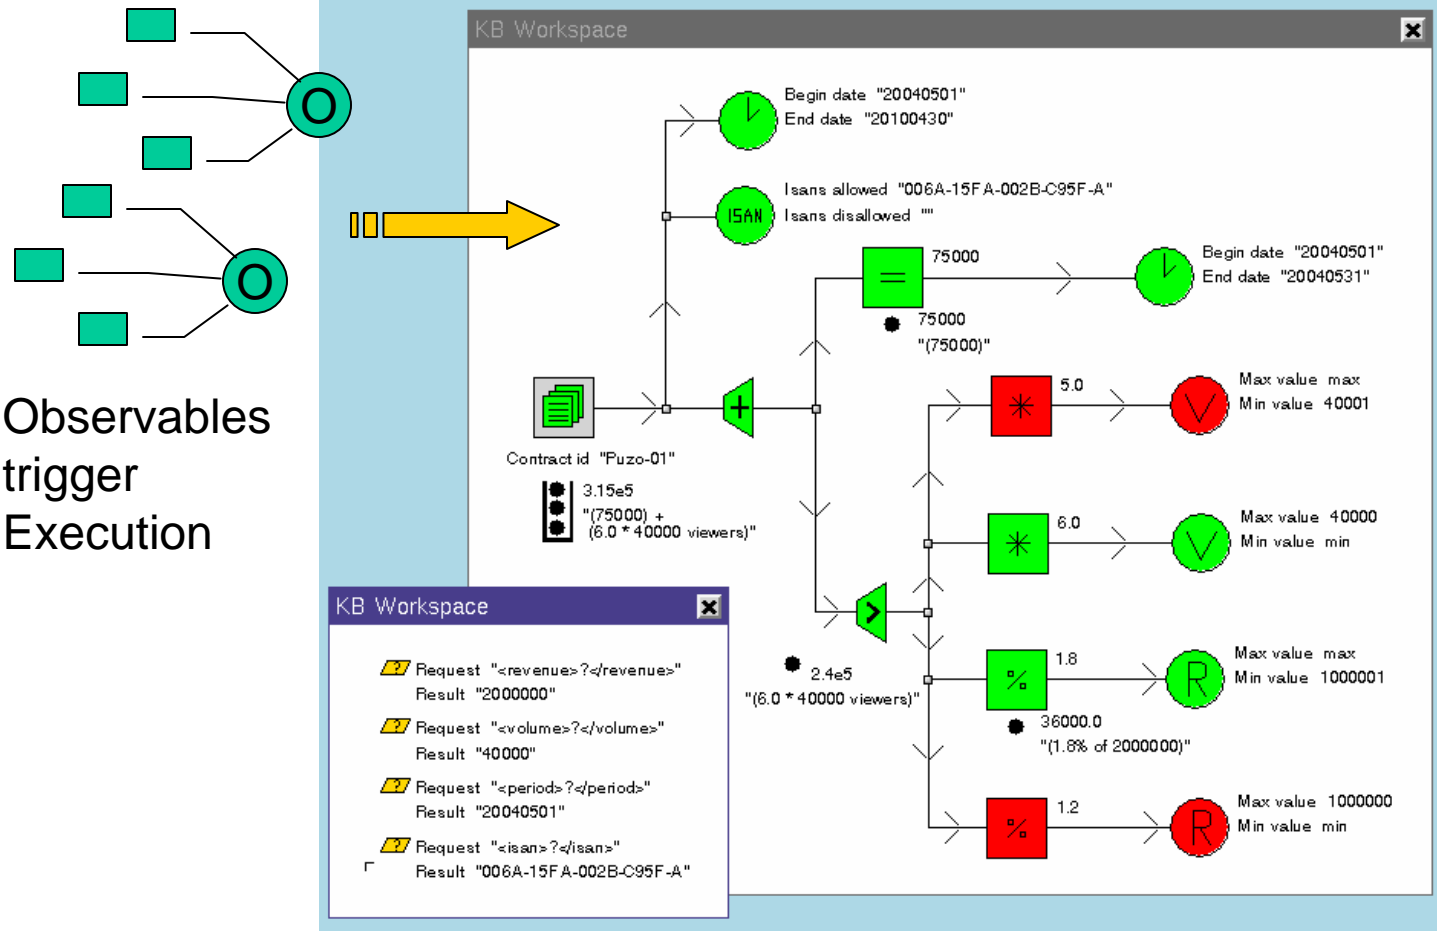 O
O
Observables
trigger
Execution
KB Workspace
Begin date "20040501"
End date "20100430"
ISAN
Isans allowed "006A-15FA-002B-C95F-A"
Isans disallowed ""
=
75000
75000
"(75000)"
Begin date "20040501"
End date "20040531"
+
Contract id "Puzo-01"
3.15e5
"(75000) +
(6.0 * 40000 viewers)"
*
5.0
V
Max value max
Min value 40001
*
6.0
V
Max value 40000
Min value min
>
2.4e5
"(6.0 * 40000 viewers)"
%
1.8
R
Max value max
Min value 1000001
36000.0
"(1.8% of 2000000)"
%
1.2
R
Max value 1000000
Min value min
KB Workspace
? Request "<revenue>?</revenue>"
Result "2000000"
? Request "<volume>?</volume>"
Result "40000"
? Request "<period>?</period>"
Result "20040501"
? Request "<isan>?</isan>"
Result "006A-15FA-002B-C95F-A"